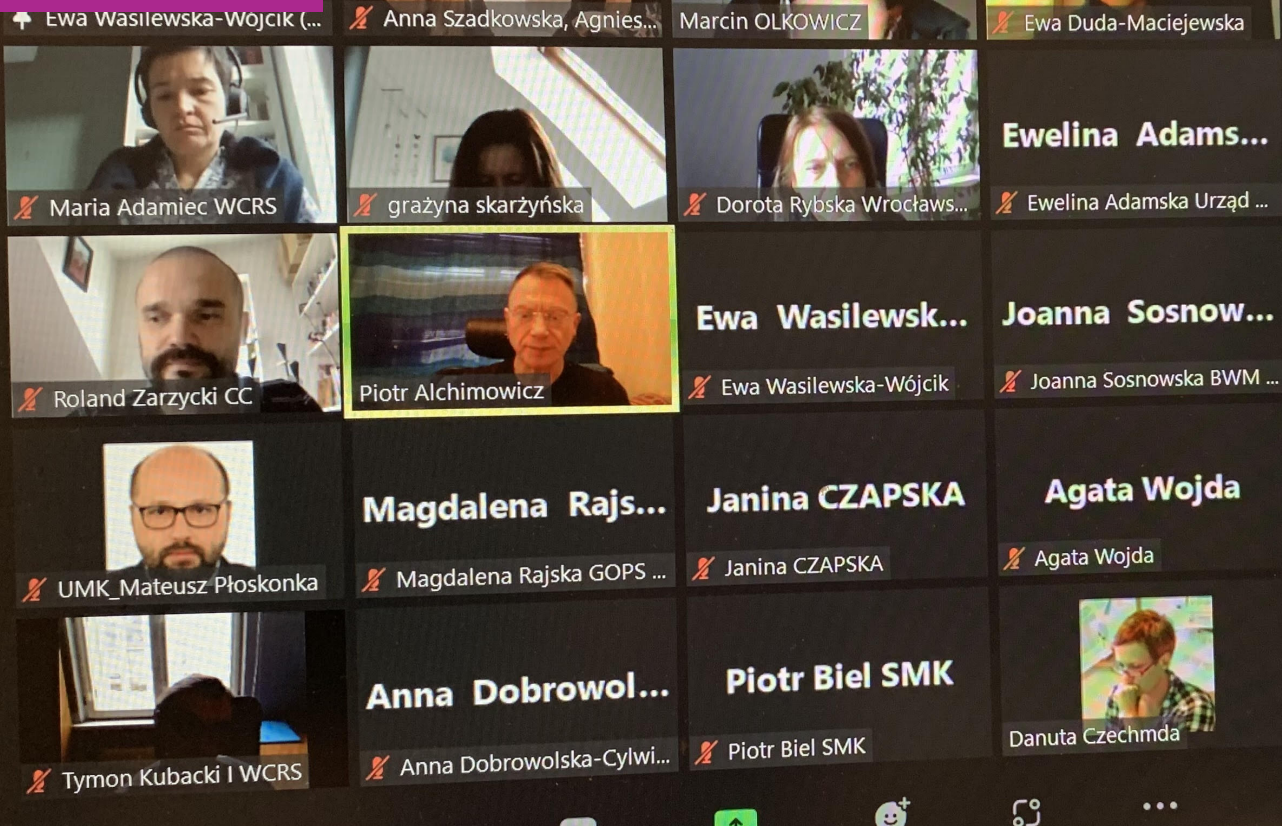 Ewa Wasilewska-Wójcik (...
Anna Szadkowska, Agnies...
Marcin OLKOWICZ
Ewa Duda-Maciejewska
Maria Adamiec WCRS
grażyna skarżyńska
Dorota Rybska Wrocławs...
Ewelina Adams...
Ewelina Adamska Urząd ...
Roland Zarzycki CC
Piotr Alchimowicz
Ewa Wasilewsk...
Ewa Wasilewska-Wójcik
Joanna Sosnow...
Joanna Sosnowska BWM ...
UMK_Mateusz Płoskonka
Magdalena Rajs...
Magdalena Rajska GOPS ...
Janina CZAPSKA
Janina CZAPSKA
Agata Wojda
Agata Wojda
Tymon Kubacki I WCRS
Anna Dobrowol...
Anna Dobrowolska-Cylwi...
Piotr Biel SMK
Piotr Biel SMK
Danuta Czechmda